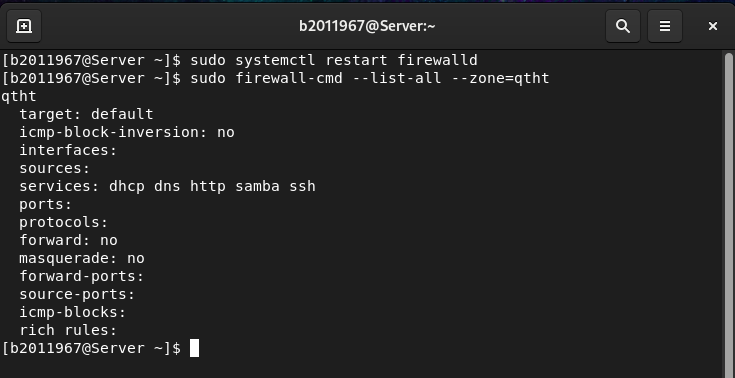 b2011967@Server:~
[b2011967@Server ~]$ sudo systemctl restart firewalld
[b2011967@Server ~]$ sudo firewall-cmd --list-all --zone=qtht
qtht
  target: default
  icmp-block-inversion: no
  interfaces:
  sources:
  services: dhcp dns http samba ssh
  ports:
  protocols:
  forward: no
  masquerade: no
  forward-ports:
  source-ports:
  icmp-blocks:
  rich rules:
[b2011967@Server ~]$